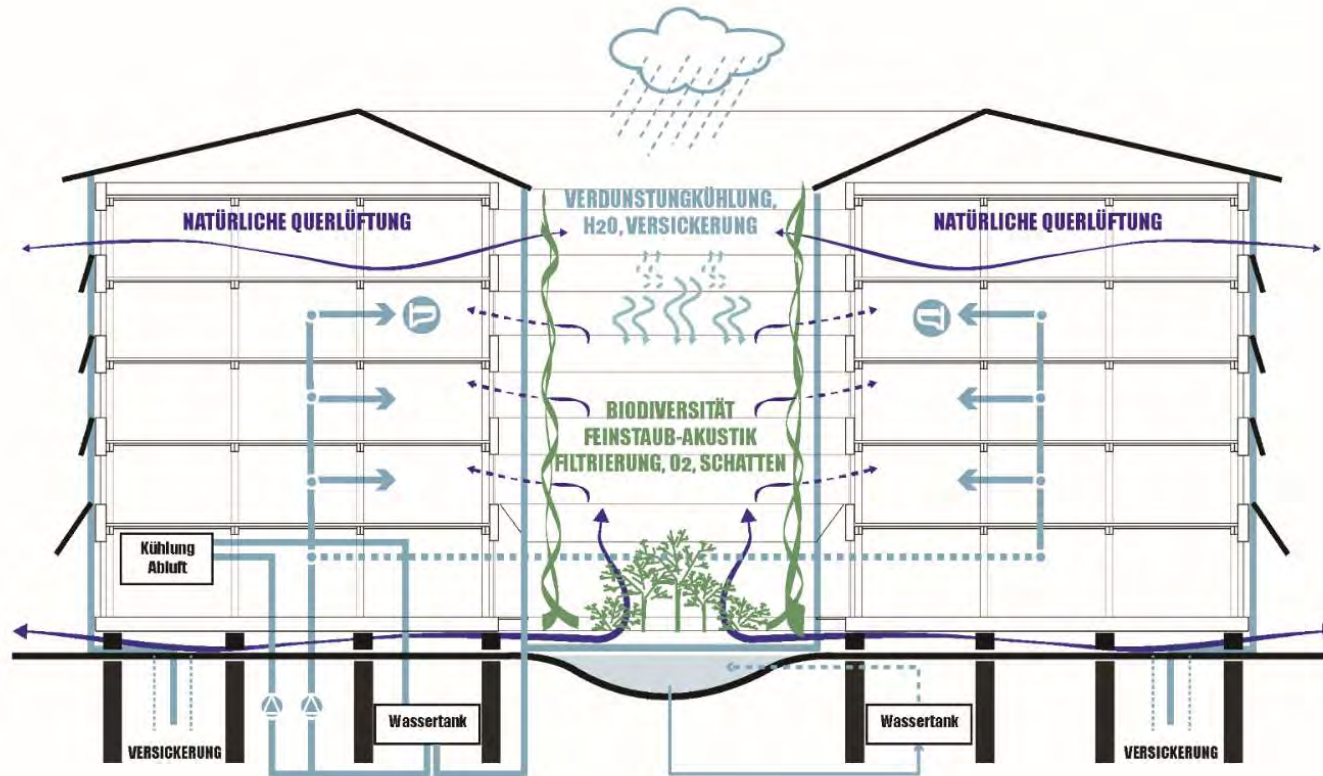 NATÜRLICHE QUERLÜFTUNG
VERDUNSTUNGKÜHLUNG,
H2O, VERSICKERUNG
NATÜRLICHE QUERLÜFTUNG
BIODIVERSITÄT
FEINSTAUB-AKUSTIK
FILTRIERUNG, O2, SCHATTEN
Kühlung
Abluft
Wassertank
Wassertank
VERSICKERUNG
VERSICKERUNG